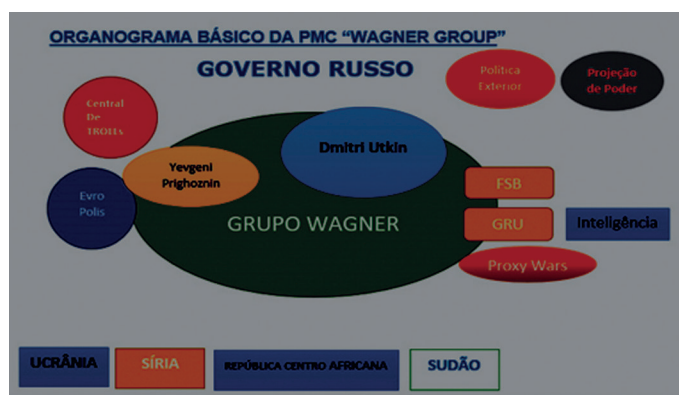 ORGANOGRAMA BÁSICO DA PMC “WAGNER GROUP”
GOVERNO RUSSO
Política
Exterior
Projeção
de Poder
Central
De
TROLLs
Dmitri Utkin
Yevgeni
Prighoznin
Evro
Polis
FSB
GRUPO WAGNER
GRU
Inteligência
Proxy Wars
UCRÂNIA
SÍRIA
REPÚBLICA CENTRO AFRICANA
SUDÃO